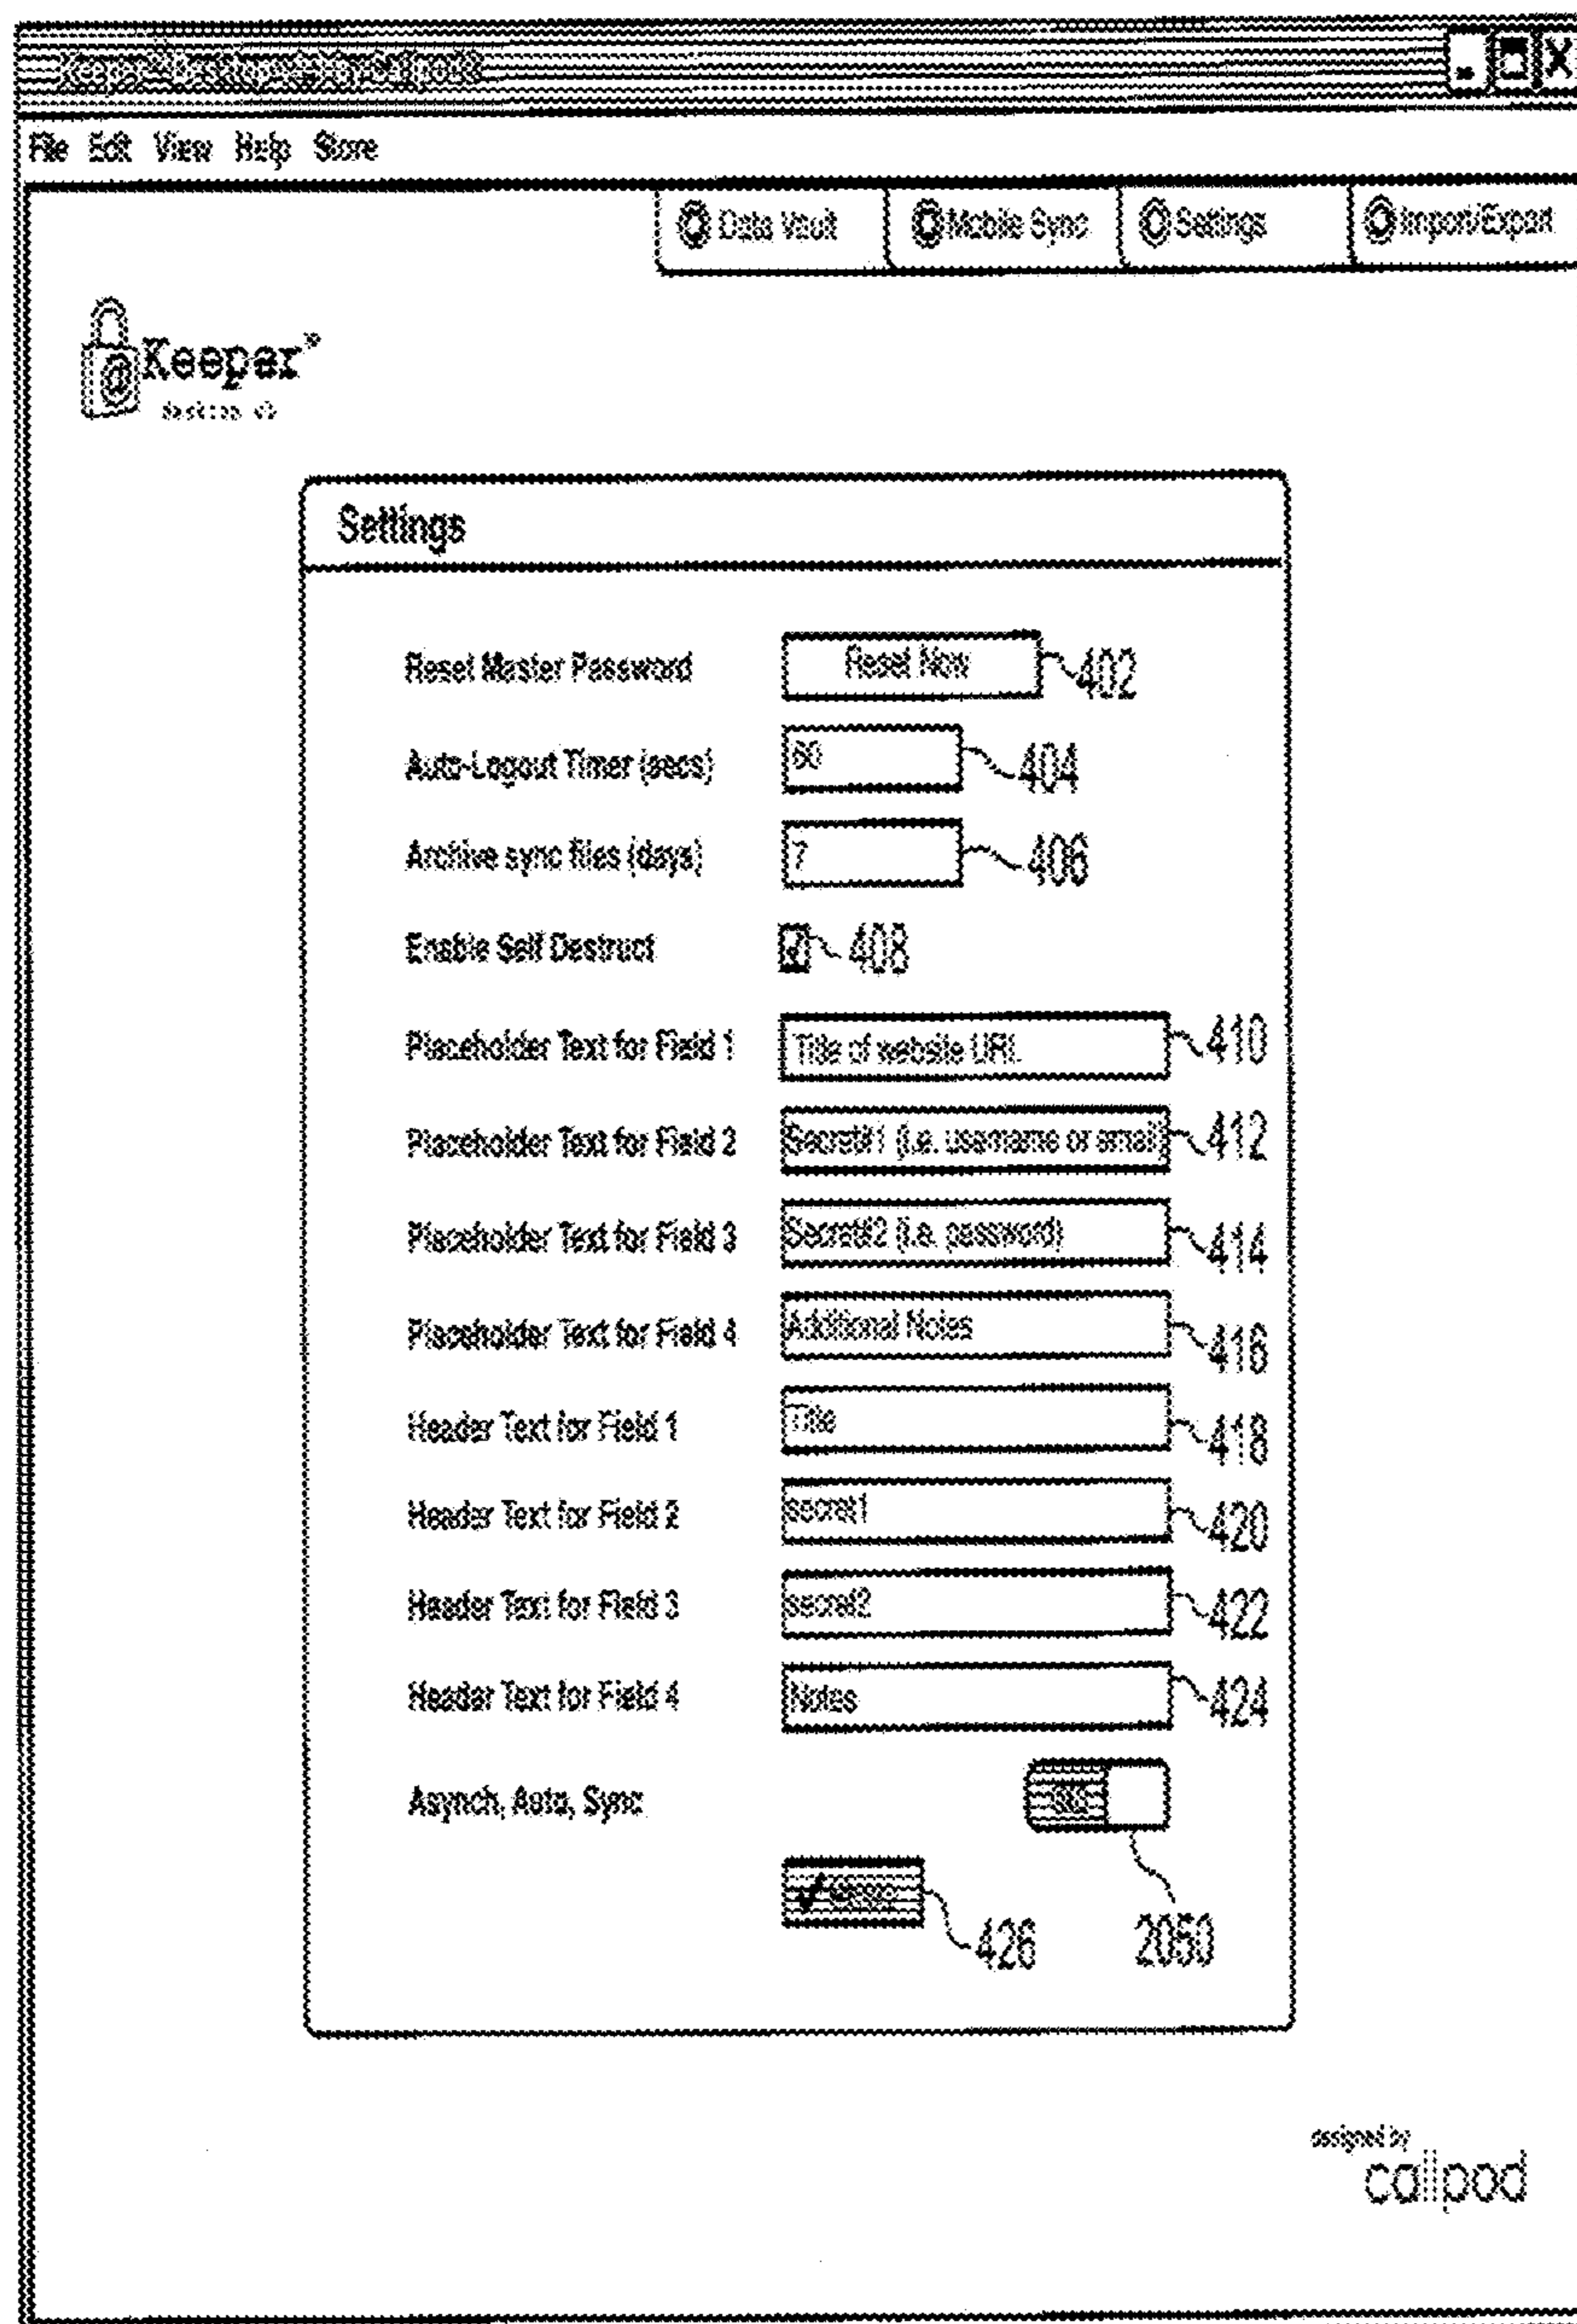 File Edit View Help Store
Data Vault Mobile Sync Settings Import/Export
@Keeper®
desktop
Settings
Reset Master Password Reset Now 402
Auto-Logout Timer (secs) 60 404
Archive sync files (days) 7 406
Enable Self Destruct 408
Placeholder Text for Field 1 Title of website URL 410
Placeholder Text for Field 2 Secret#1 (i.e. username or email 412
Placeholder Text for Field 3 Secret#2 (i.e. password) 414
Placeholder Text for Field 4 Additional Notes 416
Header Text for Field 1 Title 418
Header Text for Field 2 secret1 420
Header Text for Field 3 secret2 422
Header Text for Field 4 Notes 424
Asynch, Auto, Sync
426 2050
designed by
callpod